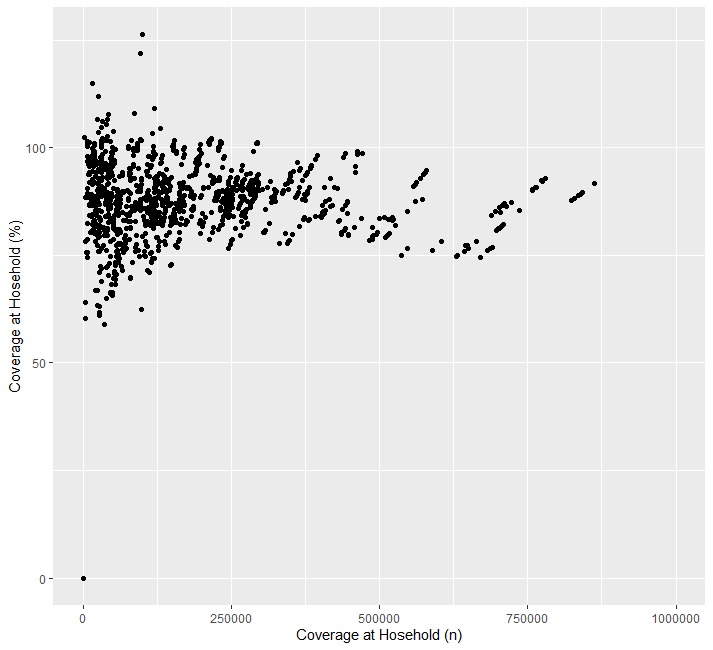 Coverage at Hosehold (%)
100
50
0
0 250000 500000 750000 1000000
Coverage at Hosehold (n)